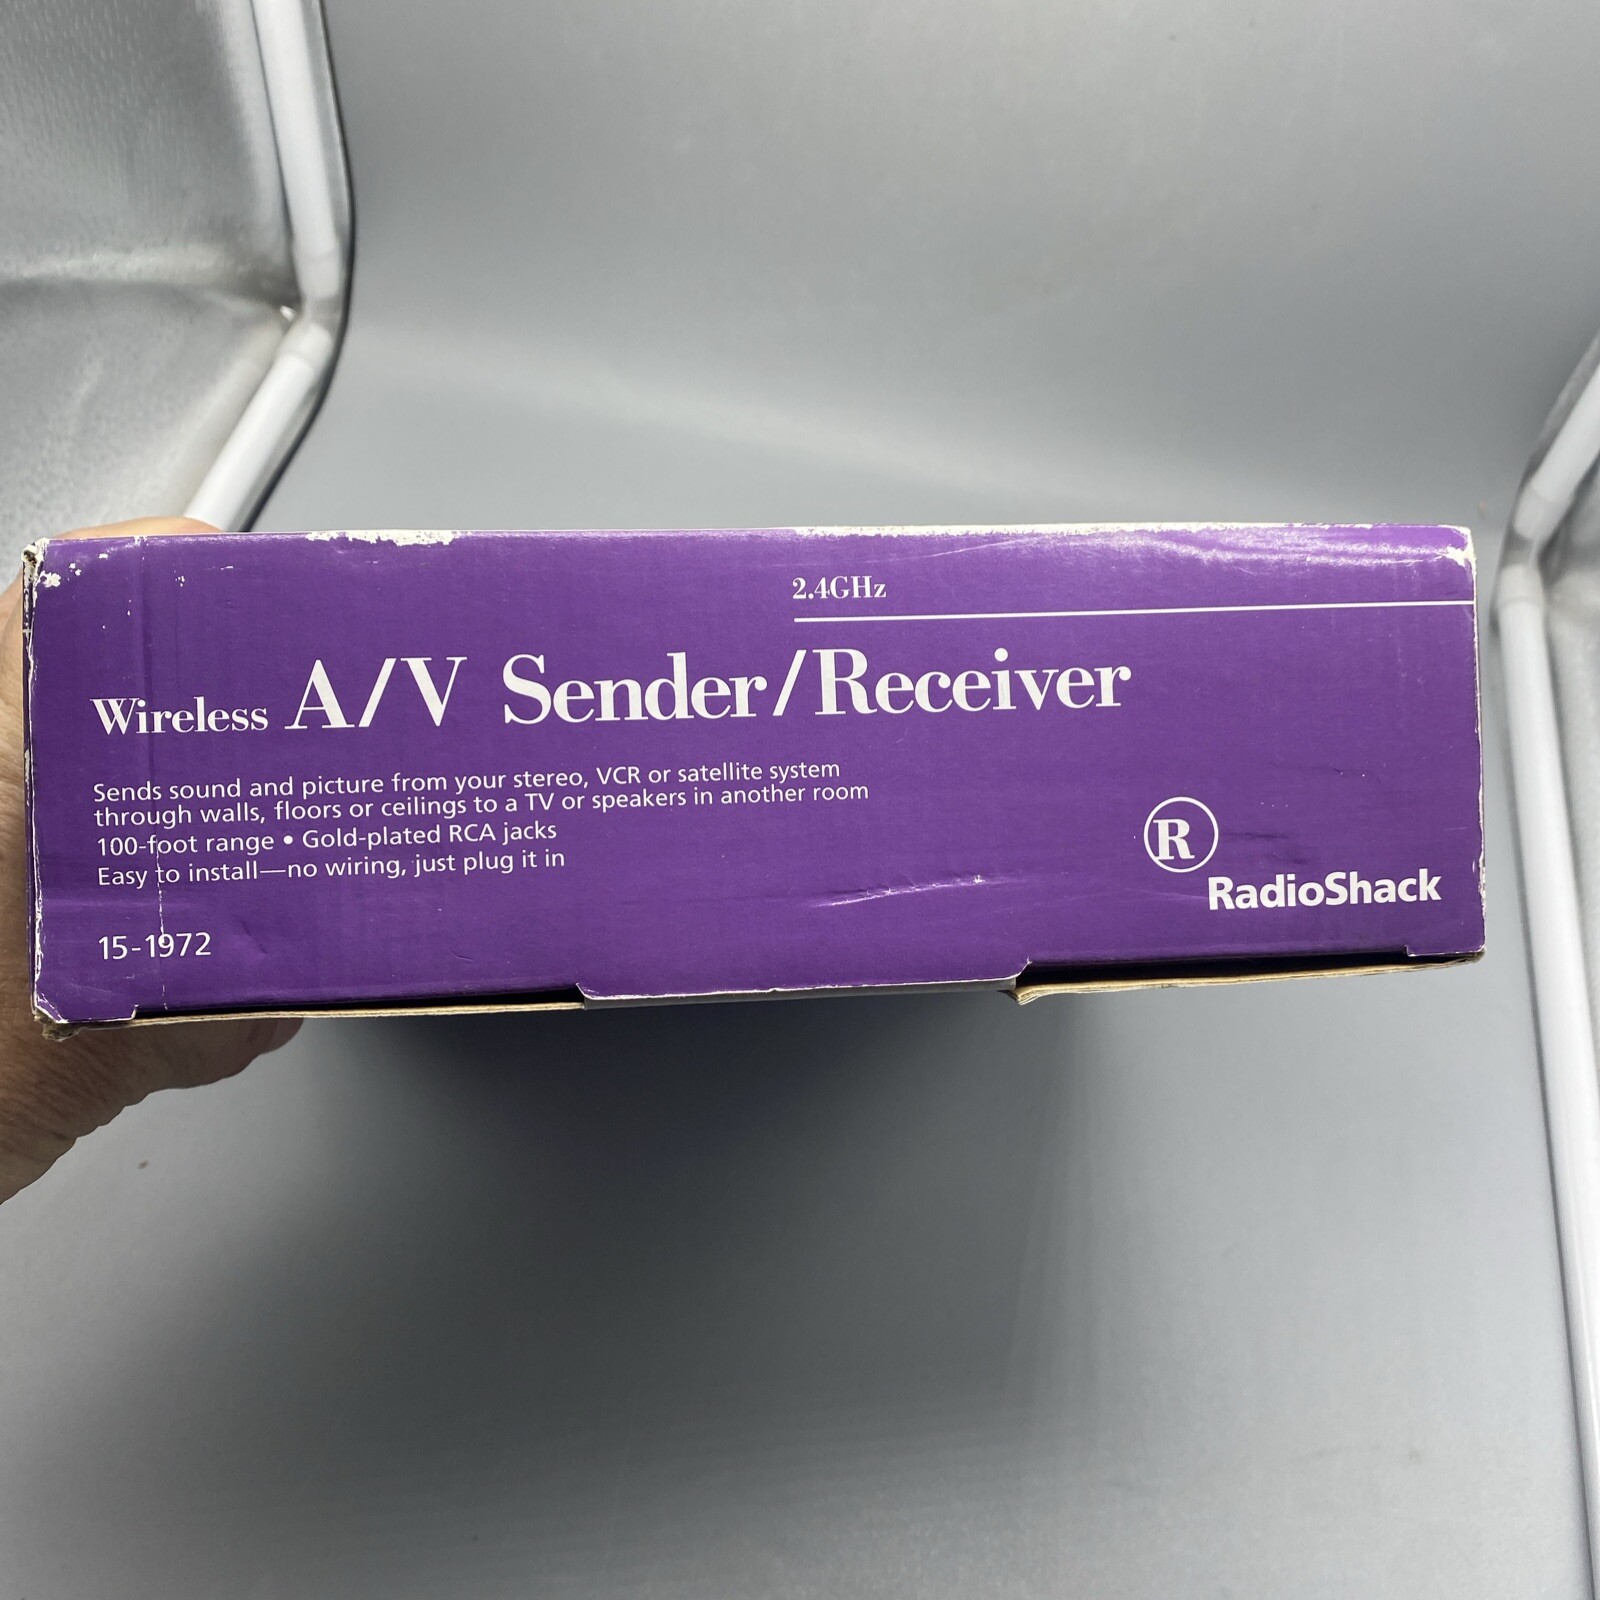 2.4GHz
Wireless A/V Sender/Receiver
Sends sound and picture from your stereo, VCR or satellite system
through walls, floors or ceilings to a TV or speakers in another room
100-foot range • Gold-plated RCA jacks
Easy to install—no wiring, just plug it in
R
RadioShack
15-1972